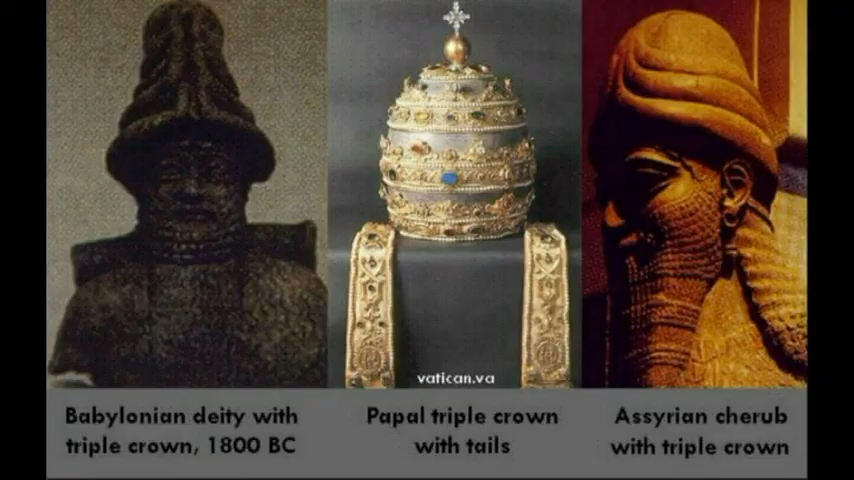 vatican.va
Babylonian deity with
triple crown, 1800 BC
Papal triple crown
with tails
Assyrian cherub
with triple crown